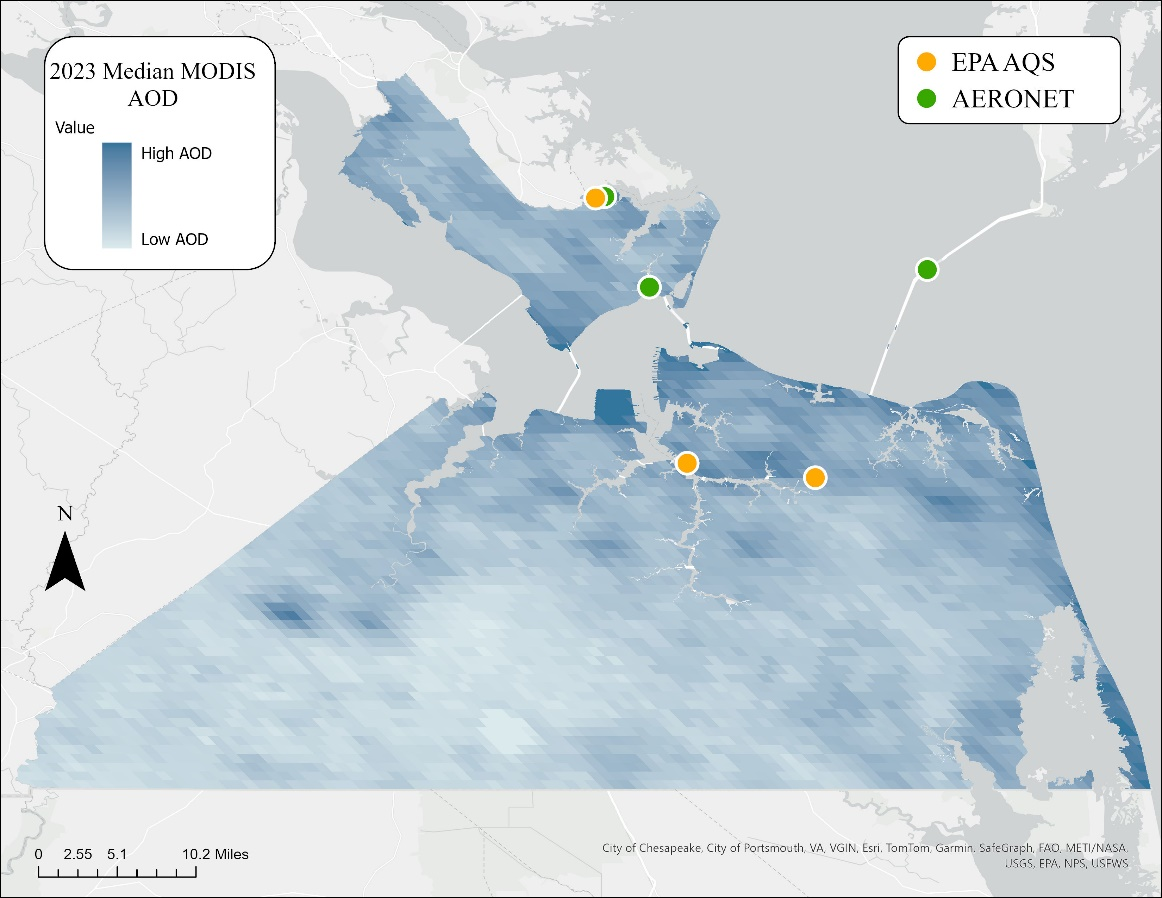 2023 Median MODIS
AOD
Value
High AOD
Low AOD
EPA AQS
AERONET
N
0 2.55 5.1 10.2 Miles
City of Chesapeake, City of Portsmouth, VA, VGIN, Esri, TomTom, Garmin, SafeGraph, FAO, METI/NASA,
USGS, EPA, NPS, USFWS